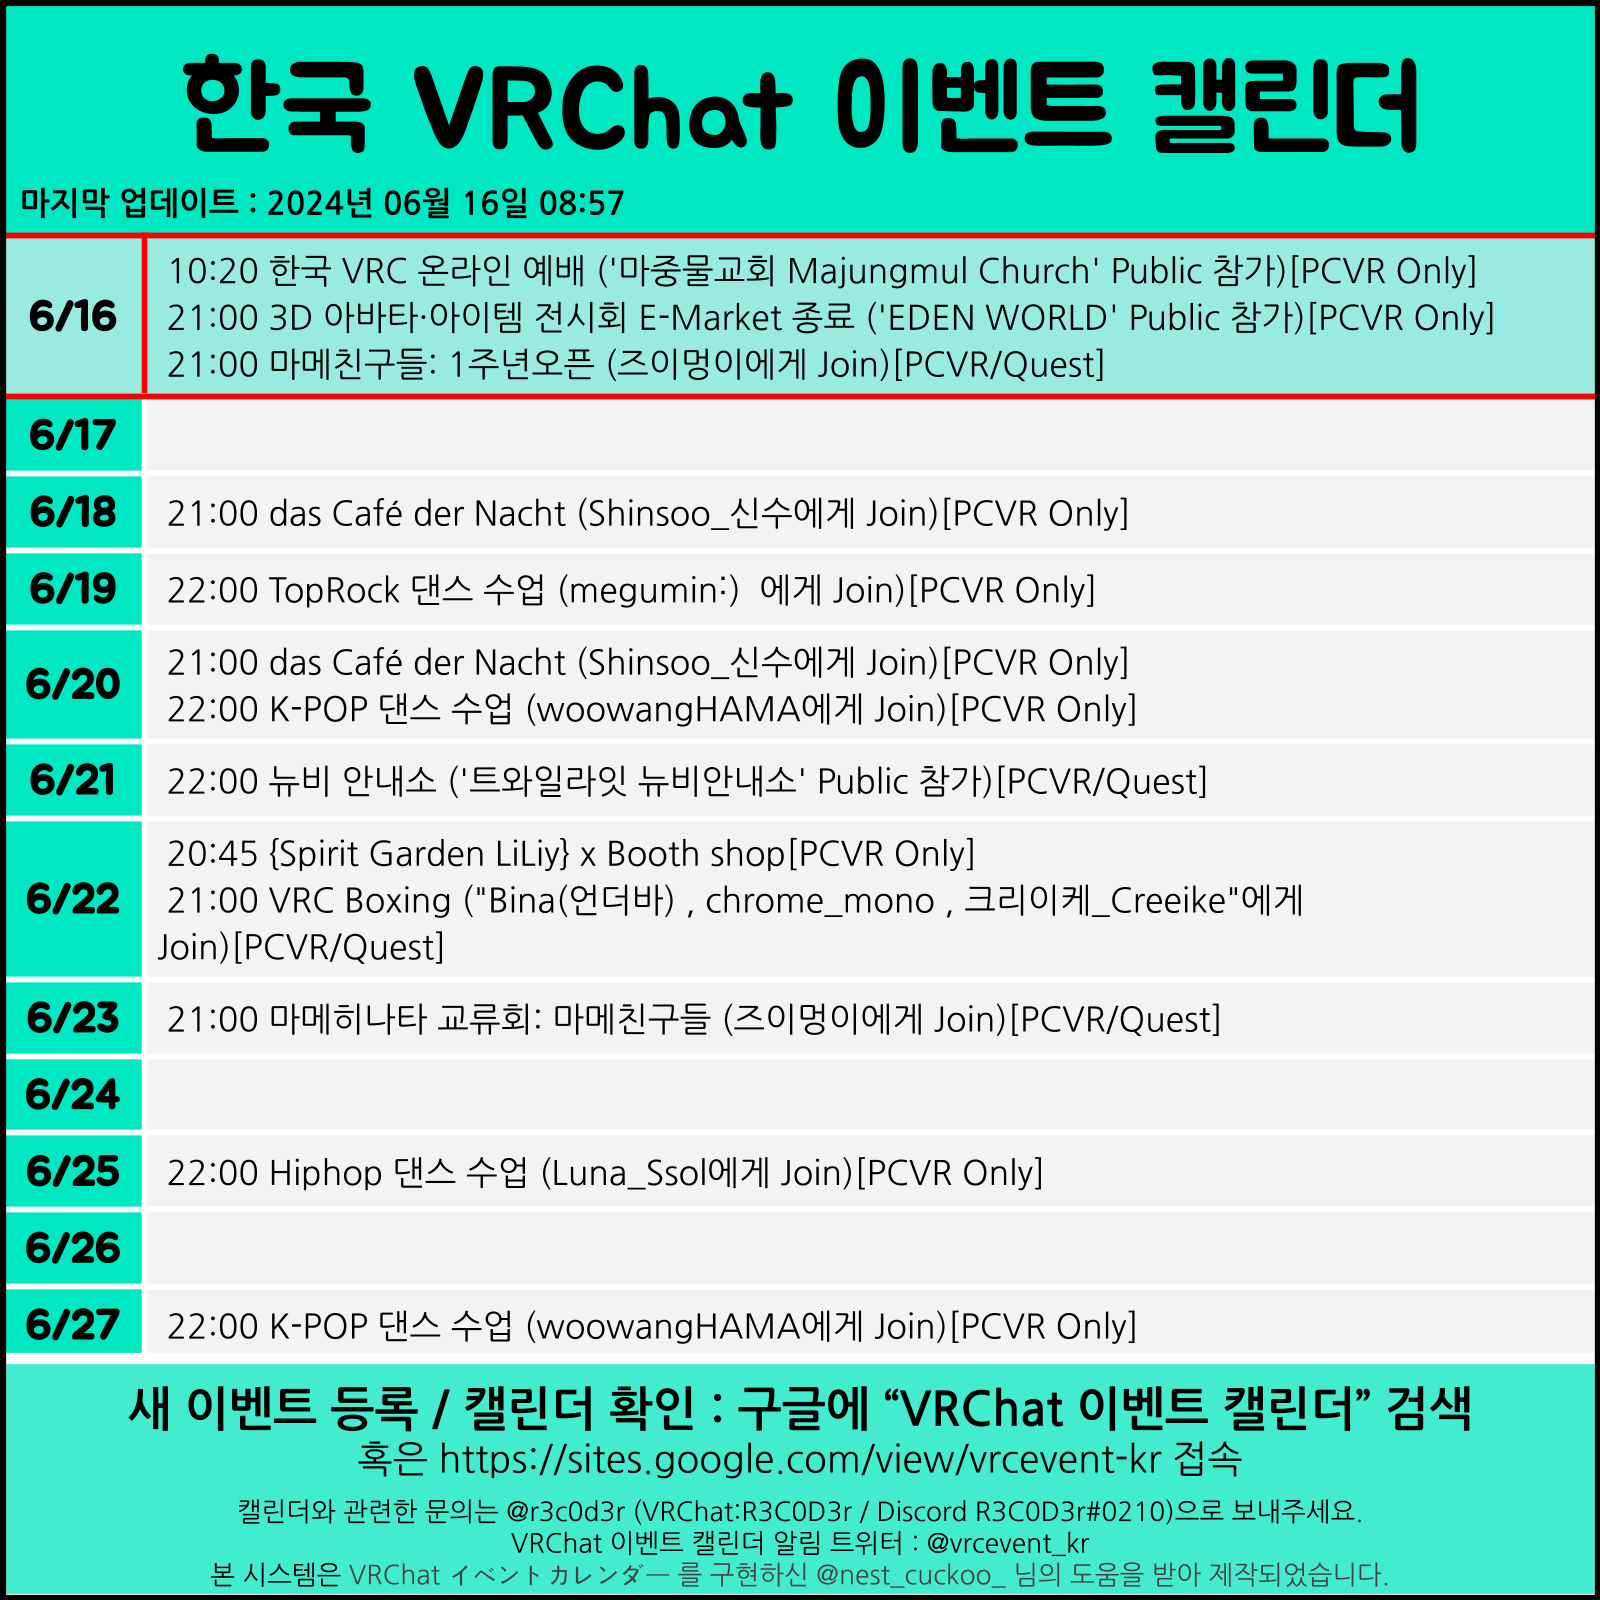 한국 VRChat 이벤트 캘린더
마지막 업데이트 : 2024년 06월 16일 08:57
6/16
10:20 한국 VRC 온라인 예배 ('마중물교회 Majungmul Church' Public 참가)[PCVR Only]
21:00 3D 아바타·아이템 전시회 E-Market 종료 ('EDEN WORLD' Public 참가)[PCVR Only]
21:00 마메친구들: 1주년오픈 (즈이멍이에게 Join)[PCVR/Quest]
6/17
6/18
21:00 das Café der Nacht (Shinsoo_신수에게 Join)[PCVR Only]
6/19
22:00 TopRock 댄스 수업 (megumin:)  에게 Join)[PCVR Only]
6/20
21:00 das Café der Nacht (Shinsoo_신수에게 Join)[PCVR Only]
22:00 K-POP 댄스 수업 (woowangHAMA에게 Join)[PCVR Only]
6/21
22:00 뉴비 안내소 ('트와일라잇 뉴비안내소' Public 참가)[PCVR/Quest]
6/22
20:45 {Spirit Garden LiLiy} x Booth shop[PCVR Only]
21:00 VRC Boxing ("Bina(언더바) , chrome_mono , 크리이케_Creeike"에게
Join)[PCVR/Quest]
6/23
21:00 마메히나타 교류회: 마메친구들 (즈이멍이에게 Join)[PCVR/Quest]
6/24
6/25
22:00 Hiphop 댄스 수업 (Luna_Ssol에게 Join)[PCVR Only]
6/26
6/27
22:00 K-POP 댄스 수업 (woowangHAMA에게 Join)[PCVR Only]
새 이벤트 등록 / 캘린더 확인 : 구글에 “VRChat 이벤트 캘린더” 검색
혹은 https://sites.google.com/view/vrcevent-kr 접속
캘린더와 관련한 문의는 @r3c0d3r (VRChat:R3C0D3r / Discord R3C0D3r#0210)으로 보내주세요.
VRChat 이벤트 캘린더 알림 트위터 : @vrcevent_kr
본 시스템은 VRChat イベントカレンダー 를 구현하신 @nest_cuckoo_ 님의 도움을 받아 제작되었습니다.